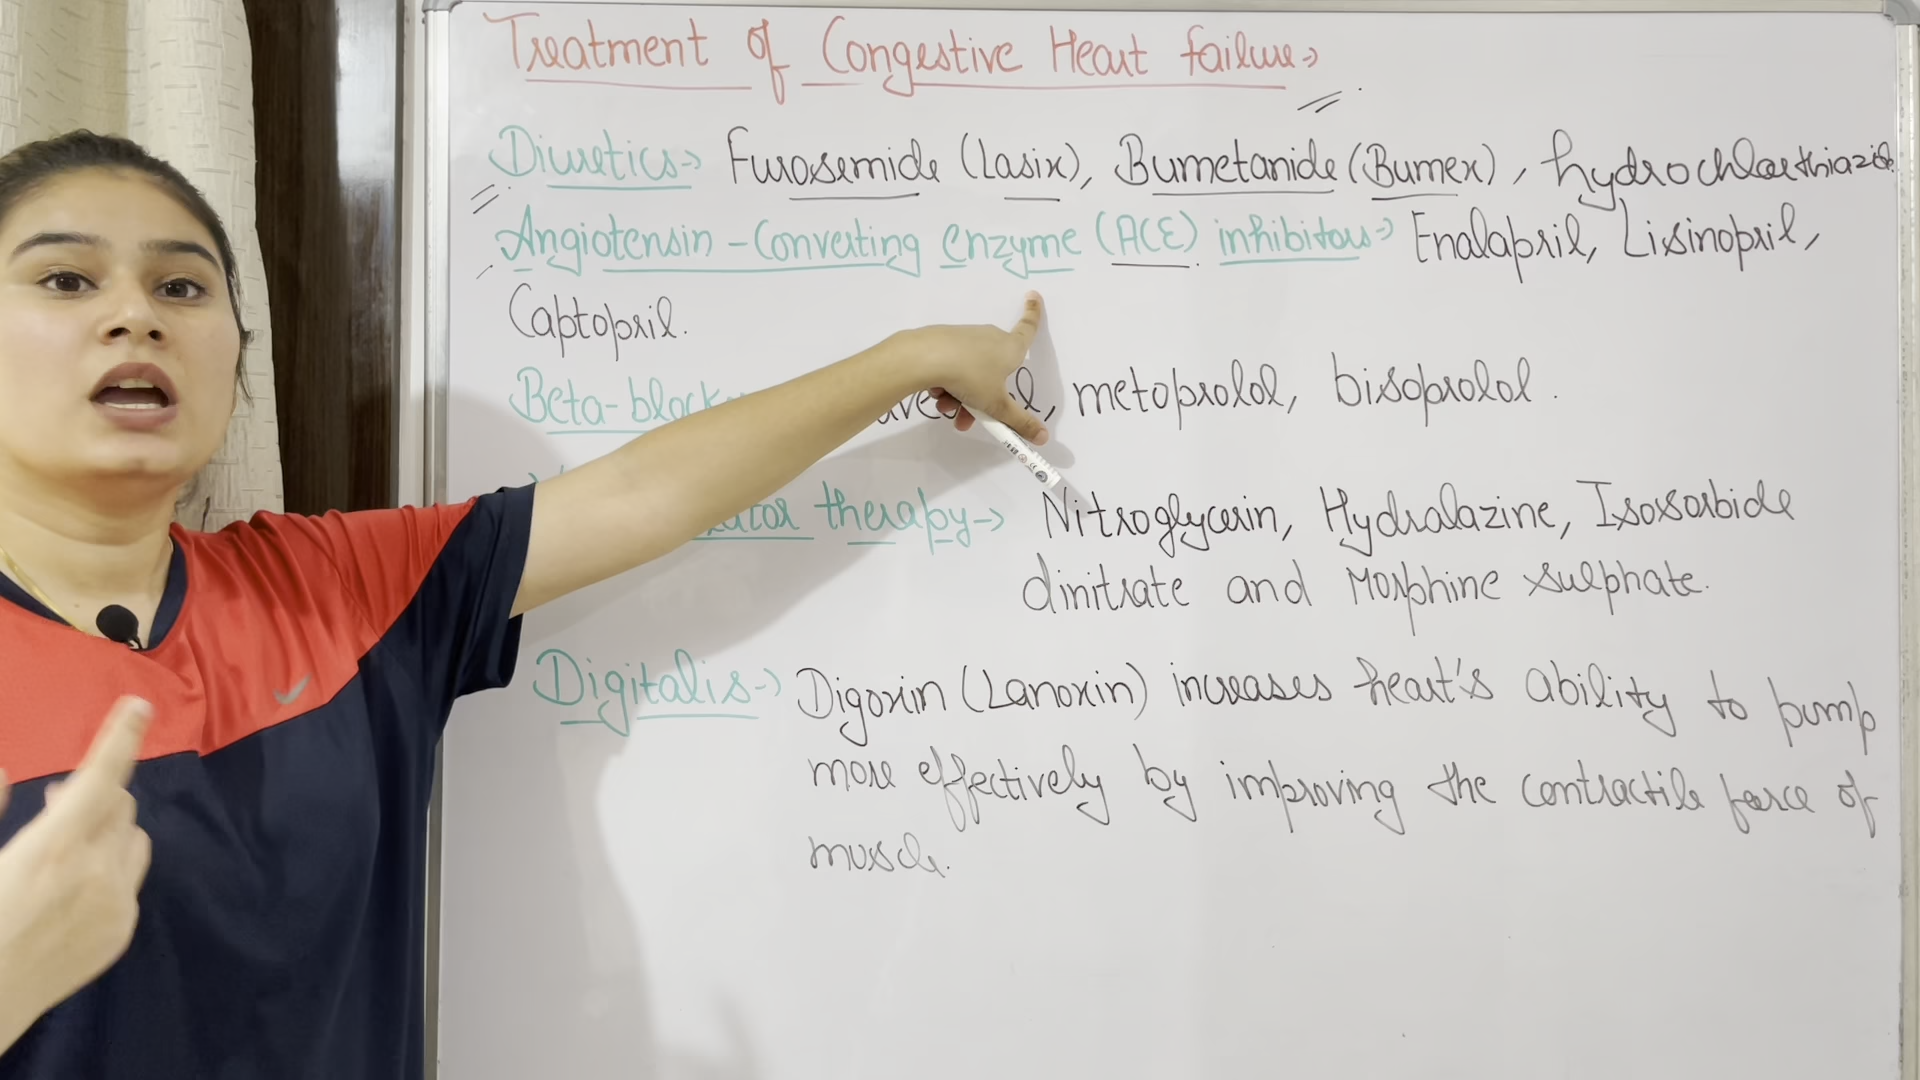 Treatment of Congestive Heart failure→
Diuretics→ Furosemide (Lasix), Bumetanide (Bumex), hydrochlorthiazide
Angiotensin-Converting enzyme (ACE) inhibitors→ Enalapril, Lisinopril,
Captopril.
Beta-block metoprolol, bisoprolol.
therapy→ Nitroglycerin, Hydralazine, Isosorbide
dinitrate and Morphine sulphate.
Digitalis→ Digoxin (Lanoxin) increases heart's ability to pump
more effectively by improving the contractile force of
muscle.